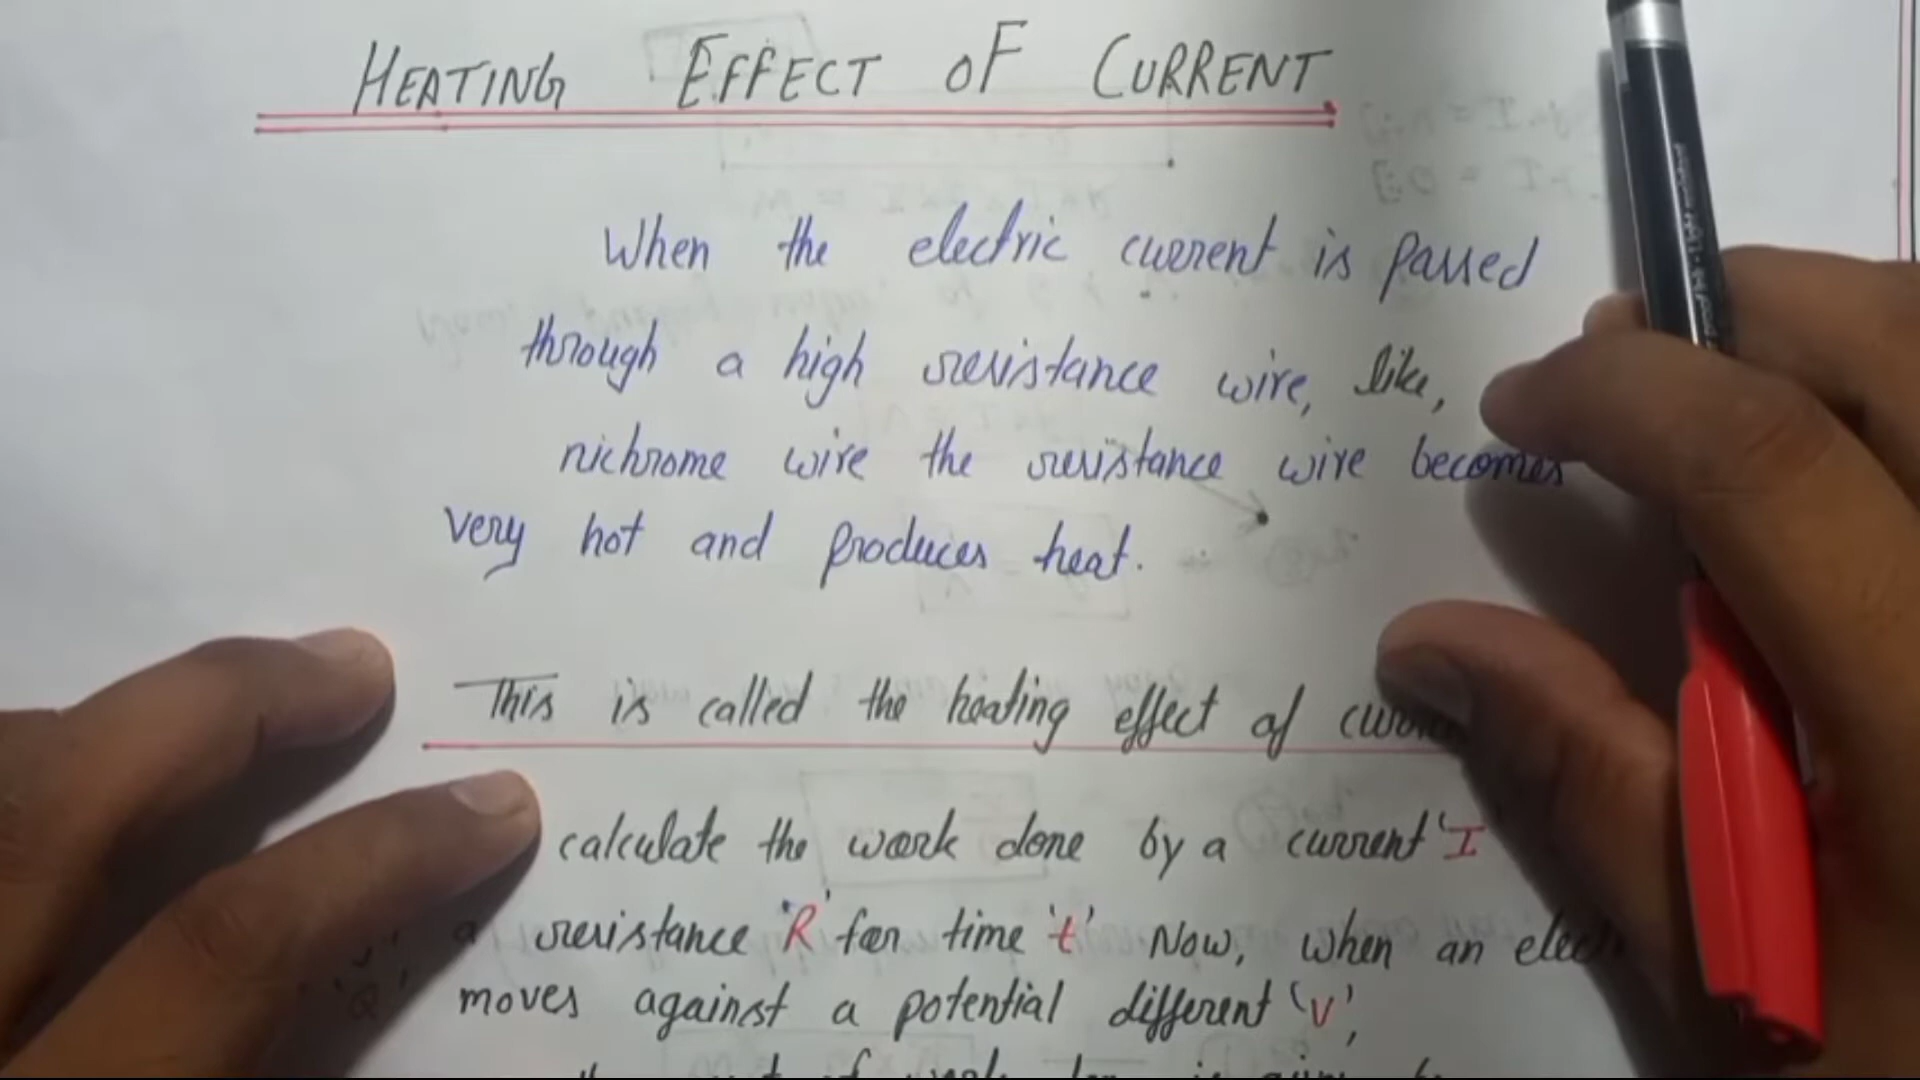 HEATING EFFECT OF CURRENT
When the electric current is passed
through a high resistance wire, like,
nichrome wire the resistance wire becomes
very hot and produces heat.
This is called the heating effect of
calculate the work done by a current 'I'
a resistance 'R' for time 't' Now, when an
moves against a potential different 'V',